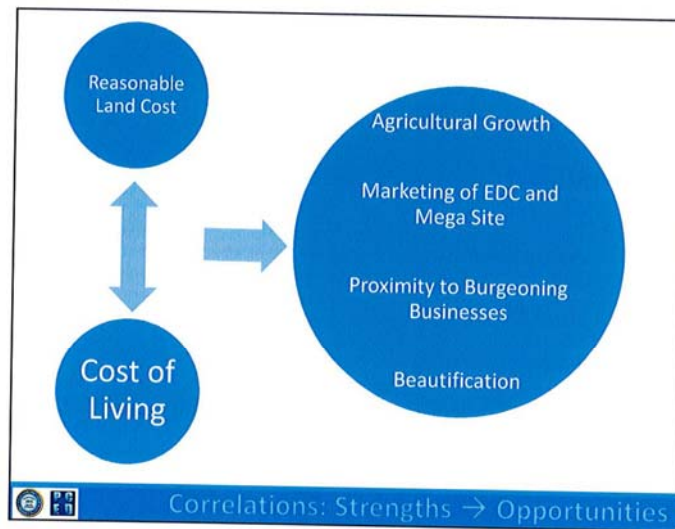 Reasonable
Land Cost
Cost of
Living
Agricultural Growth
Marketing of EDC and
Mega Site
Proximity to Burgeoning
Businesses
Beautification
Correlations: Strengths → Opportunities